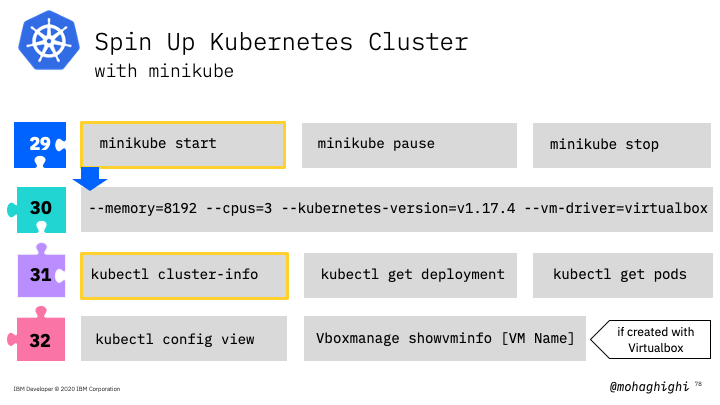 Spin Up Kubernetes Cluster
with minikube
29
minikube start
minikube pause
minikube stop
30
--memory=8192 --cpus=3 --kubernetes-version=v1.17.4 --vm-driver=virtualbox
31
kubectl cluster-info
kubectl get deployment
kubectl get pods
32
kubectl config view
Vboxmanage showvminfo [VM Name]
if created with
Virtualbox
IBM Developer © 2020 IBM Corporation
@mohaghighi
78